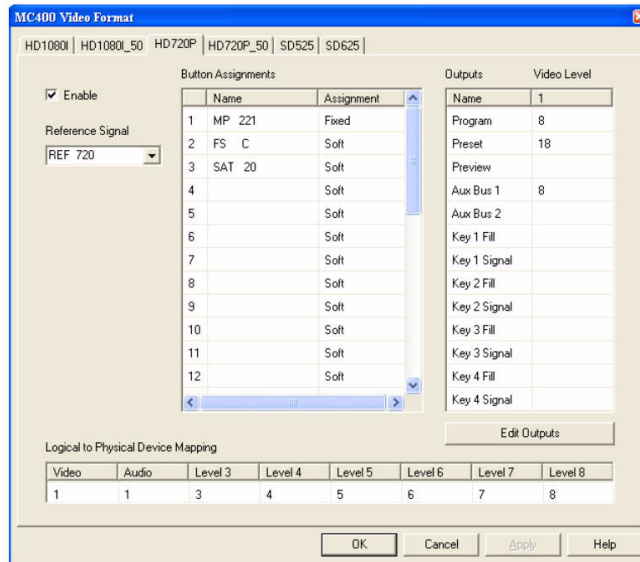 MC400 Video Format
HD1080I HD1080I_50 HD720P HD720P_50 SD525 SD625
Enable
Reference Signal
REF 720
Button Assignments
Name Assignment
1 MP 221 Fixed
2 FS C Soft
3 SAT 20 Soft
4 Soft
5 Soft
6 Soft
7 Soft
8 Soft
9 Soft
10 Soft
11 Soft
12 Soft
Outputs Video Level
Name 1
Program 8
Preset 18
Preview
Aux Bus 1 8
Aux Bus 2
Key 1 Fill
Key 1 Signal
Key 2 Fill
Key 2 Signal
Key 3 Fill
Key 3 Signal
Key 4 Fill
Key 4 Signal
Edit Outputs
Logical to Physical Device Mapping
Video Audio Level 3 Level 4 Level 5 Level 6 Level 7 Level 8
1 1 3 4 5 6 7 8
OK Cancel Apply Help